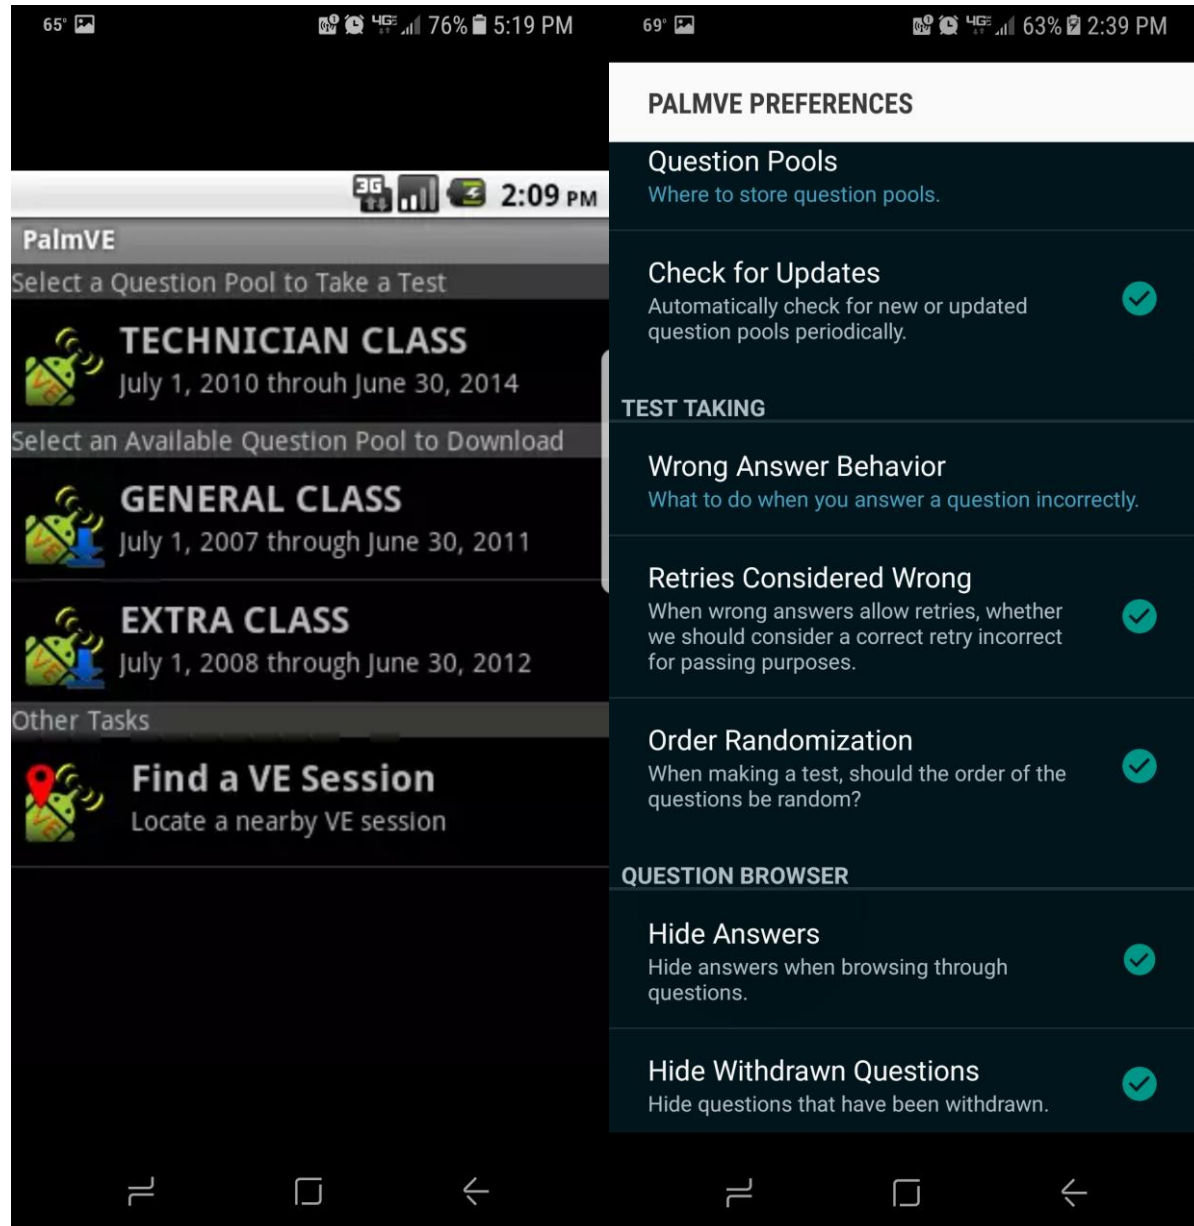 65°
4GE 76% 5:19 PM
3G 2:09 PM
PalmVE
Select a Question Pool to Take a Test
VE
TECHNICIAN CLASS
July 1, 2010 throuh June 30, 2014
Select an Available Question Pool to Download
VE
GENERAL CLASS
July 1, 2007 through June 30, 2011
VE
EXTRA CLASS
July 1, 2008 through June 30, 2012
Other Tasks
VE
Find a VE Session
Locate a nearby VE session
69°
4GE 63% 2:39 PM
PALMVE PREFERENCES
Question Pools
Where to store question pools.
Check for Updates
Automatically check for new or updated
question pools periodically.
TEST TAKING
Wrong Answer Behavior
What to do when you answer a question incorrectly.
Retries Considered Wrong
When wrong answers allow retries, whether
we should consider a correct retry incorrect
for passing purposes.
Order Randomization
When making a test, should the order of the
questions be random?
QUESTION BROWSER
Hide Answers
Hide answers when browsing through
questions.
Hide Withdrawn Questions
Hide questions that have been withdrawn.